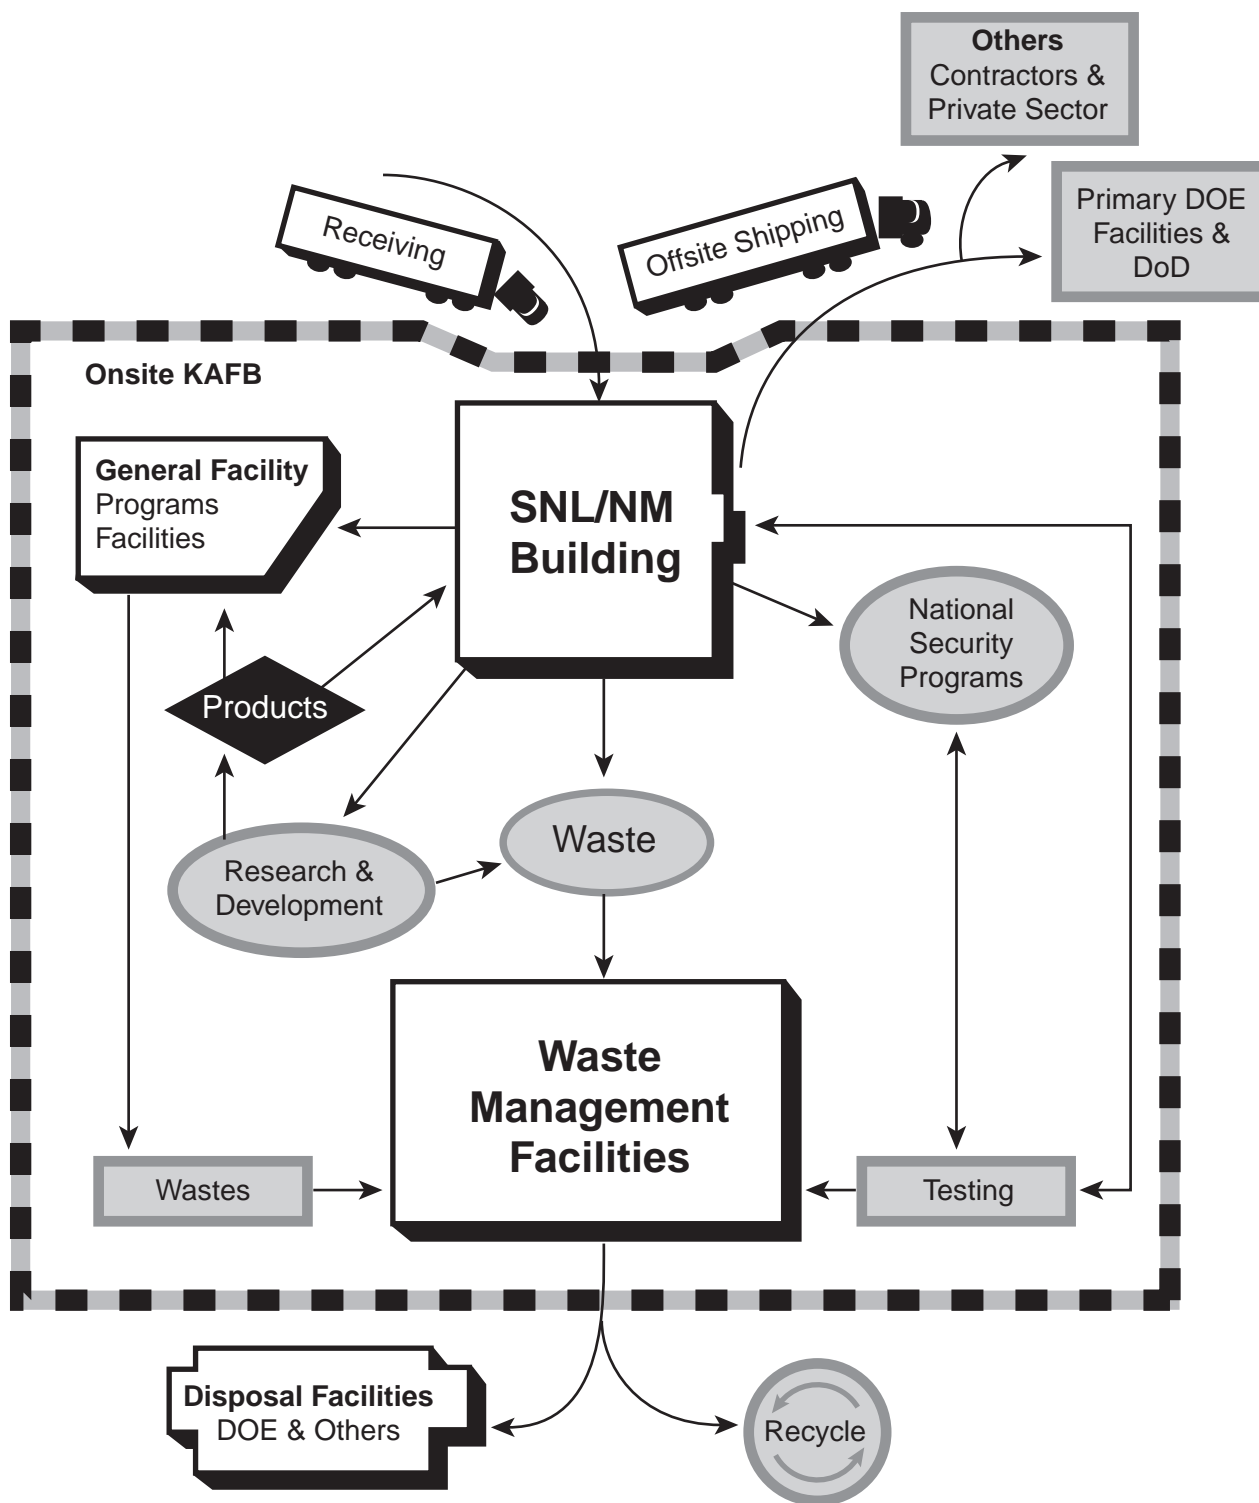 Others
Contractors &
Private Sector
Primary DOE
Facilities &
DoD
Receiving
Offsite Shipping
Onsite KAFB
General Facility
Programs
Facilities
SNL/NM
Building
National
Security
Programs
Products
Waste
Research &
Development
Waste
Management
Facilities
Wastes
Testing
Disposal Facilities
DOE & Others
Recycle